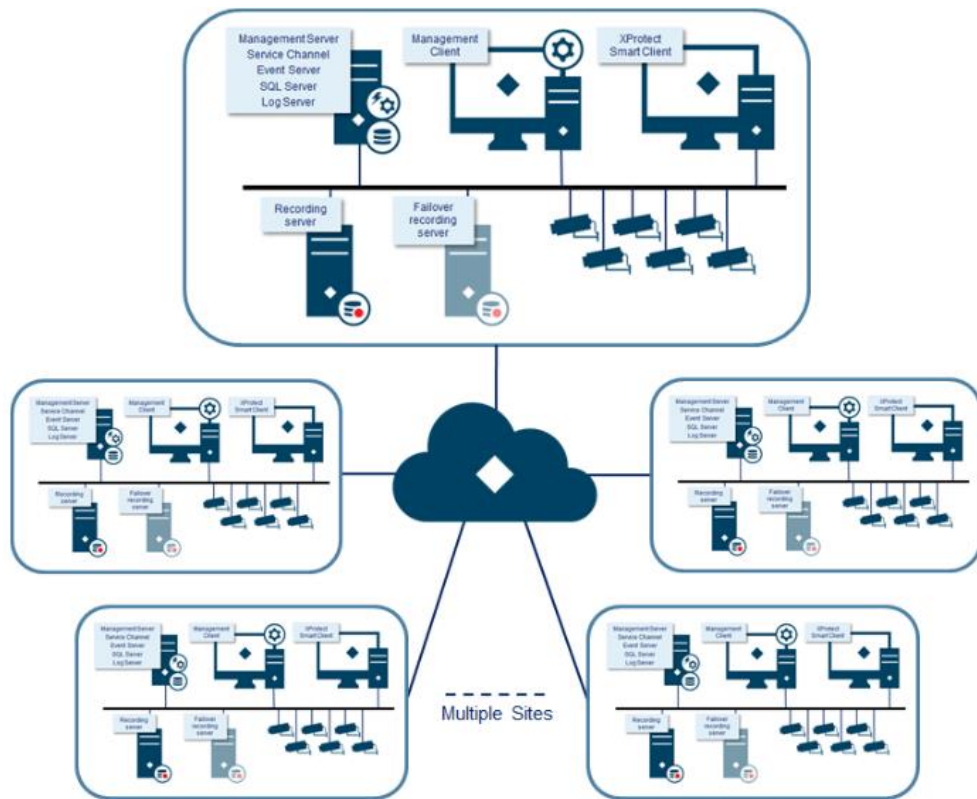 Management Server
Service Channel
Event Server
SQL Server
Log Server
Management
Client
XProtect
Smart Client
Recording
server
Failover
recording
server
Management Server
Service Channel
Event Server
SQL Server
Log Server
Management
Client
XProtect
Smart Client
Recording
server
Failover
recording
server
Management Server
Service Channel
Event Server
SQL Server
Log Server
Management
Client
XProtect
Smart Client
Recording
server
Failover
recording
server
Management Server
Service Channel
Event Server
SQL Server
Log Server
Management
Client
XProtect
Smart Client
Recording
server
Failover
recording
server
Multiple Sites
Management Server
Service Channel
Event Server
SQL Server
Log Server
Management
Client
XProtect
Smart Client
Recording
server
Failover
recording
server